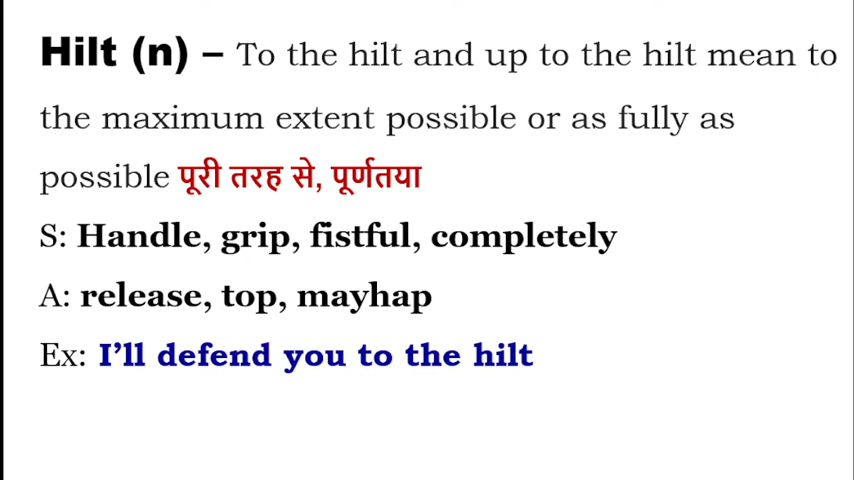 Hilt (n) – To the hilt and up to the hilt mean to
the maximum extent possible or as fully as
possible पूरी तरह से, पूर्णतया
S: Handle, grip, fistful, completely
A: release, top, mayhap
Ex: I’ll defend you to the hilt